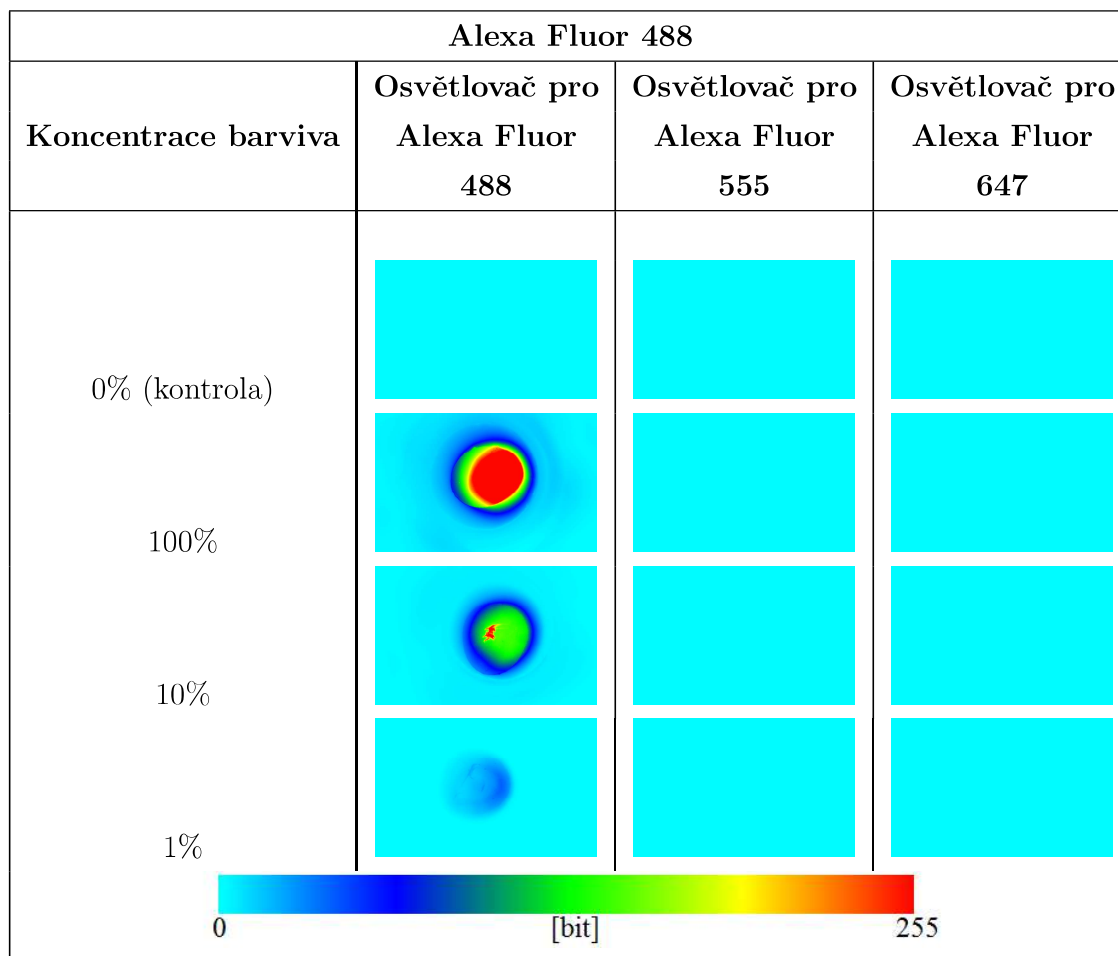 Alexa Fluor 488
Koncentrace barviva
Osvětlovač pro
Alexa Fluor
488
Osvětlovač pro
Alexa Fluor
555
Osvětlovač pro
Alexa Fluor
647
0% (kontrola)
100%
10%
1%
0 [bit] 255